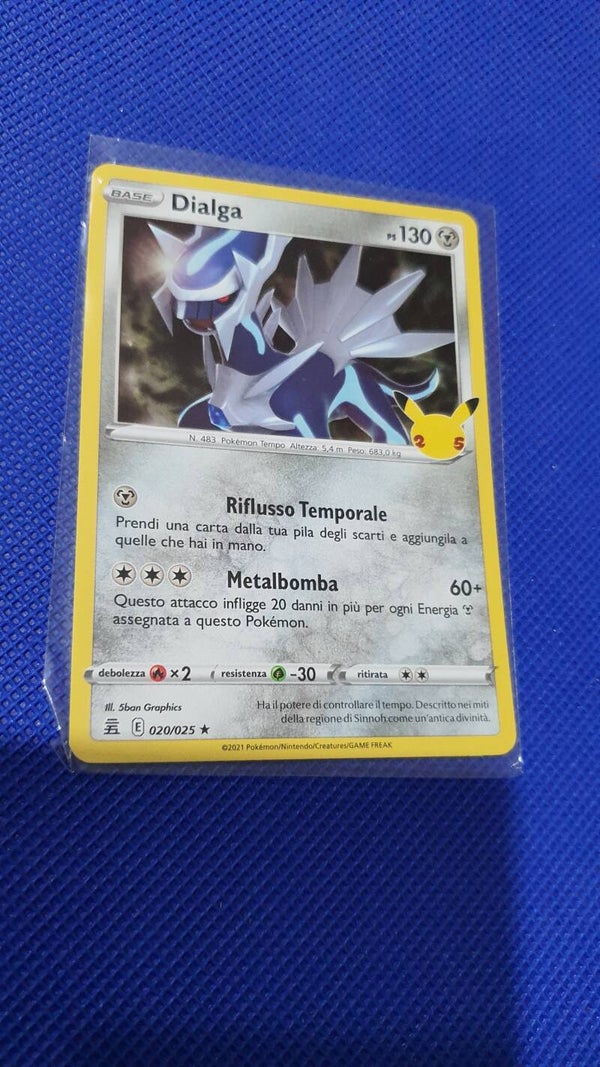 BASE Dialga PS 130
N. 483 Pokémon Tempo Altezza: 5,4 m Peso: 683,0 kg
25
Riflusso Temporale
Prendi una carta dalla tua pila degli scarti e aggiungila a
quelle che hai in mano.
Metalbomba 60+
Questo attacco infligge 20 danni in più per ogni Energia
assegnata a questo Pokémon.
debolezza ×2 resistenza -30 ritirata
Ill. 5ban Graphics
Ha il potere di controllare il tempo. Descritto nei miti
della regione di Sinnoh come un'antica divinità.
E 020/025 ★
©2021 Pokémon/Nintendo/Creatures/GAME FREAK